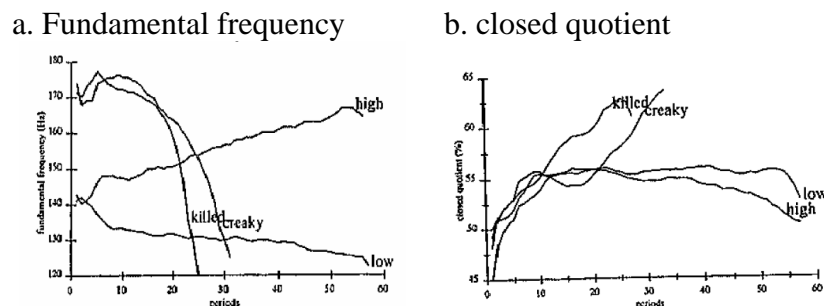 a. Fundamental frequency b. closed quotient
180
170
160
150
140
130
120
fundamental frequency (Hz)
high
killed
creaky
low
0 10 20 30 40 50 60
periods
65
60
55
50
45
closed quotient (%)
killed
creaky
low
high
0 10 20 30 40 50 60
periods